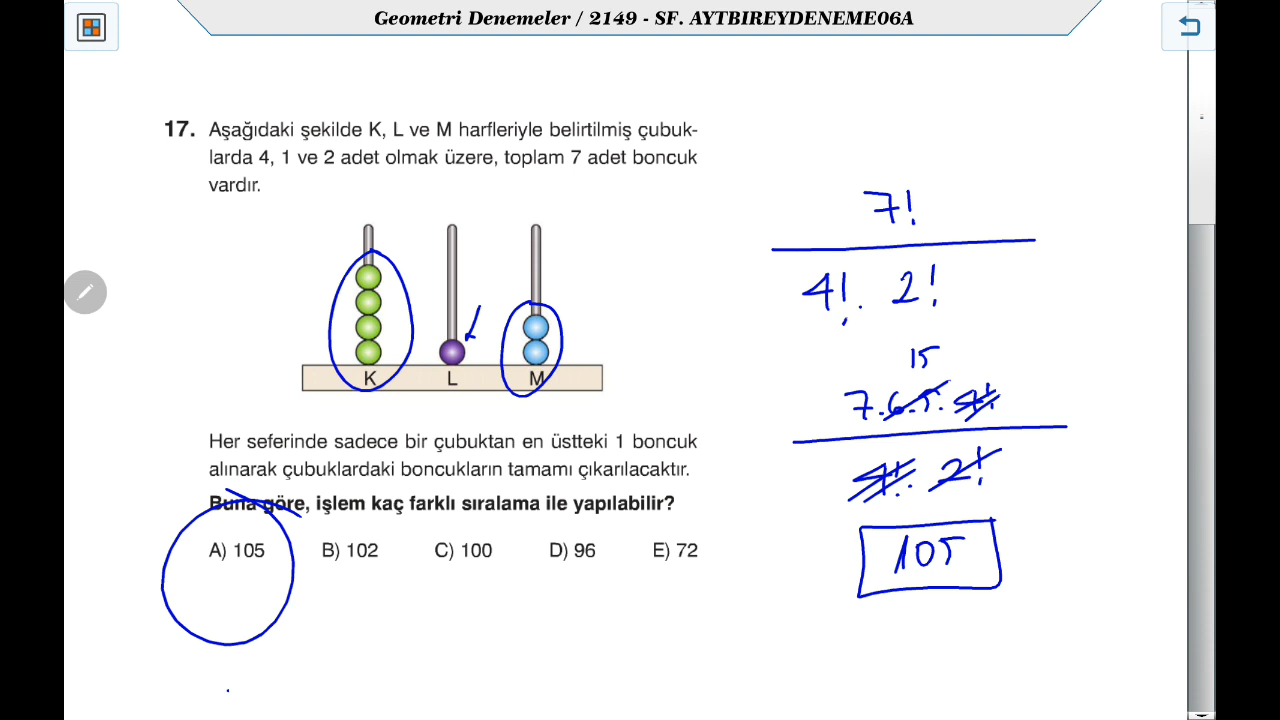 Geometri Denemeler / 2149 - SF. AYTBIREYDENEME06A
17. Aşağıdaki şekilde K, L ve M harfleriyle belirtilmiş çubuk-
larda 4, 1 ve 2 adet olmak üzere, toplam 7 adet boncuk
vardır.
K L M
Her seferinde sadece bir çubuktan en üstteki 1 boncuk
alınarak çubuklardaki boncukların tamamı çıkarılacaktır.
Buna göre, işlem kaç farklı sıralama ile yapılabilir?
A) 105 B) 102 C) 100 D) 96 E) 72
7!
4! . 2!
15
7.6.5.4!
4! . 2!
105